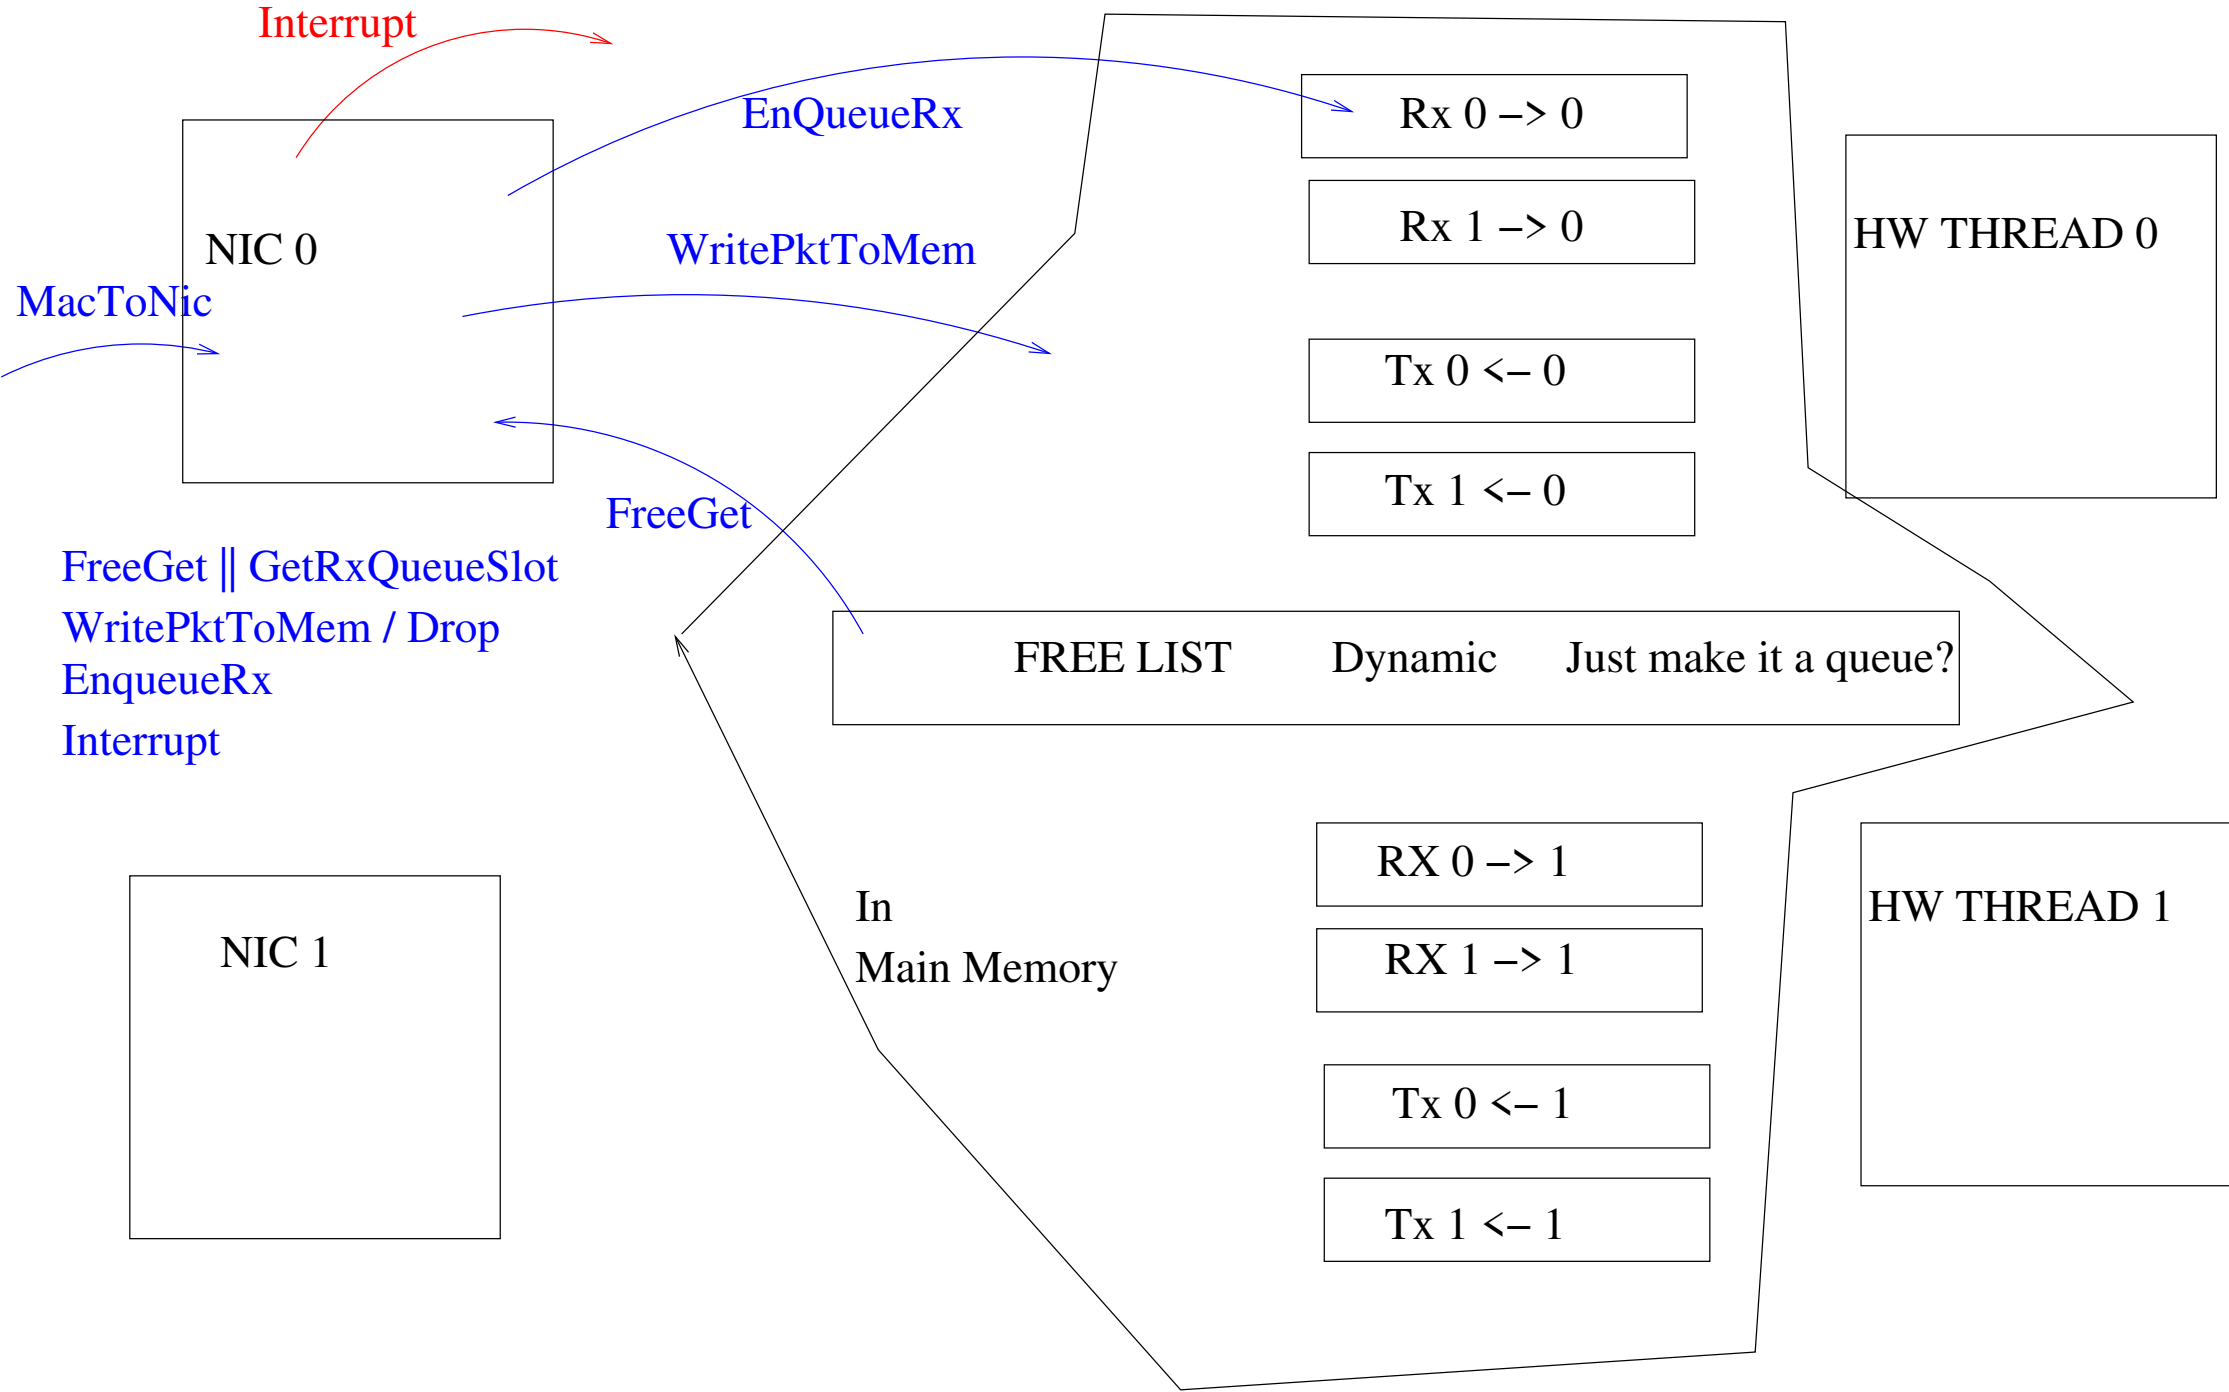 Interrupt
EnQueueRx
Rx 0 –> 0
NIC 0
WritePktToMem
Rx 1 –> 0
HW THREAD 0
MacToNic
Tx 0 <– 0
FreeGet
Tx 1 <– 0
FreeGet || GetRxQueueSlot
WritePktToMem / Drop
EnqueueRx
Interrupt
FREE LIST Dynamic Just make it a queue?
RX 0 –> 1
In
Main Memory
HW THREAD 1
NIC 1
RX 1 –> 1
Tx 0 <– 1
Tx 1 <– 1